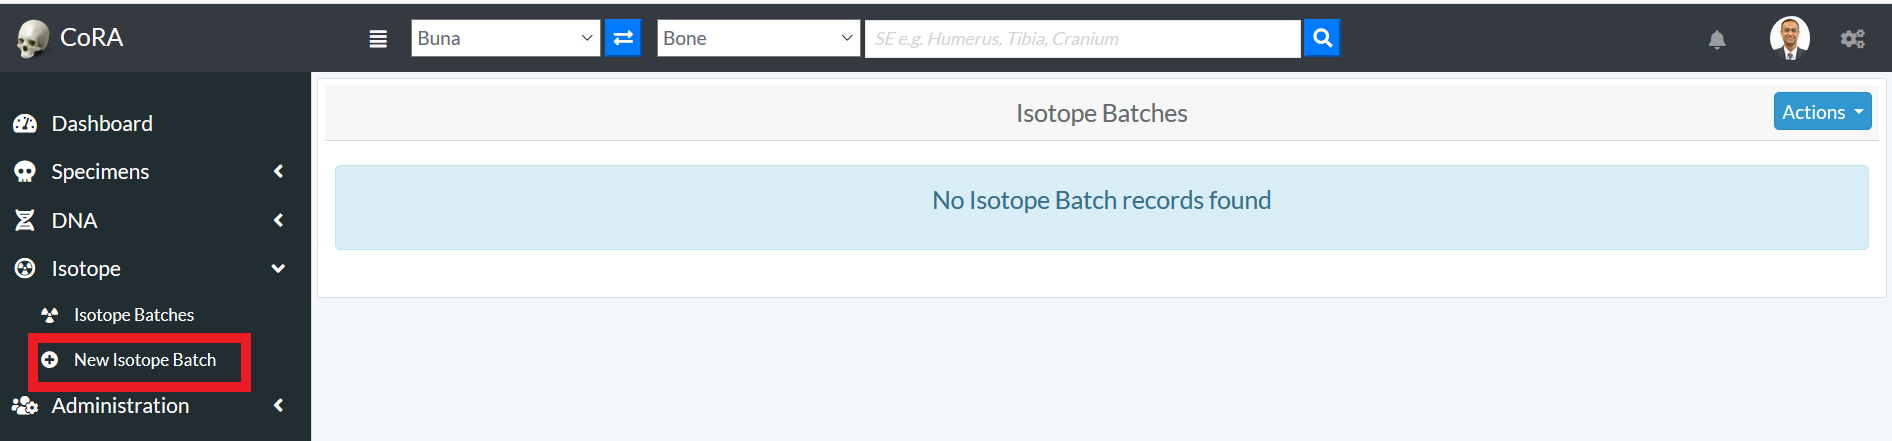 CoRA
Buna
Bone
SE e.g. Humerus, Tibia, Cranium
Dashboard
Specimens
DNA
Isotope
Isotope Batches
New Isotope Batch
Administration
Isotope Batches
Actions
No Isotope Batch records found